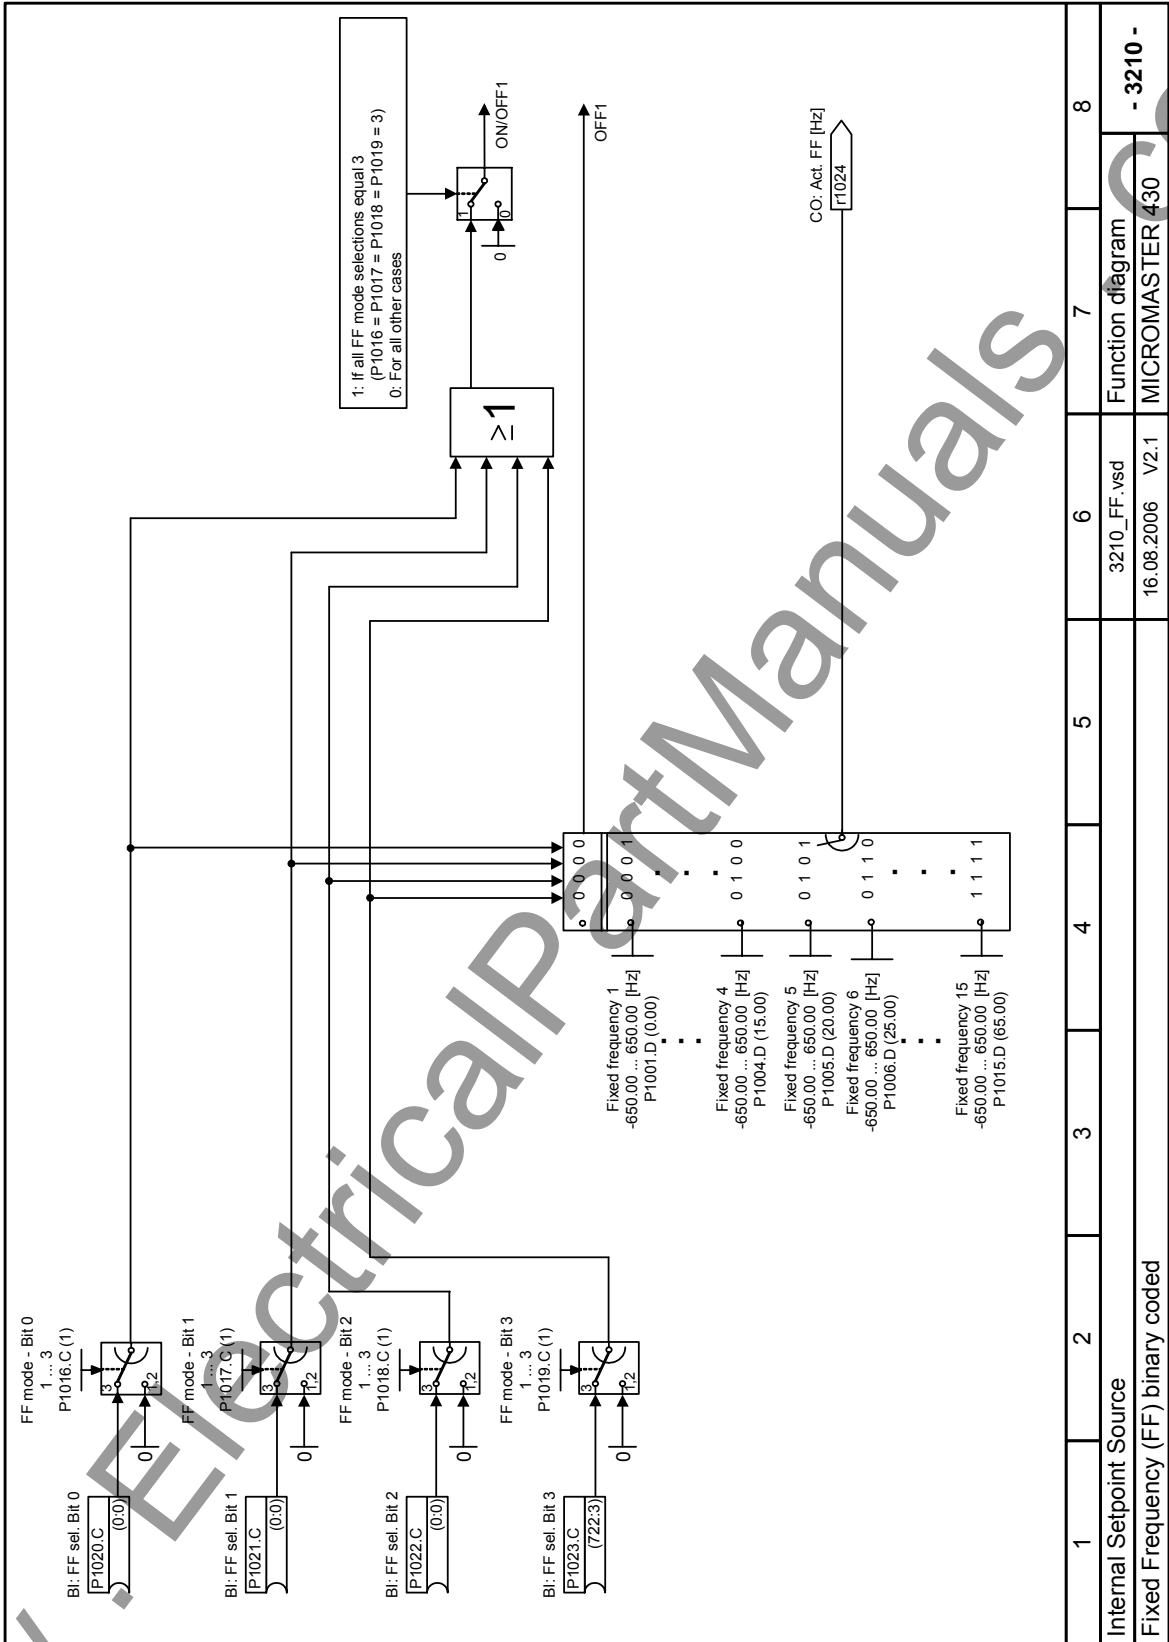 BI: FF sel. Bit 0
P1020.C
(0:0)
0
FF mode - Bit 0
1 ... 3
P1016.C (1)
3
1,2
BI: FF sel. Bit 1
P1021.C
(0:0)
0
FF mode - Bit 1
1 ... 3
P1017.C (1)
3
1,2
BI: FF sel. Bit 2
P1022.C
(0:0)
0
FF mode - Bit 2
1 ... 3
P1018.C (1)
3
1,2
BI: FF sel. Bit 3
P1023.C
(722:3)
0
FF mode - Bit 3
1 ... 3
P1019.C (1)
3
1,2
≥1
1: If all FF mode selections equal 3
(P1016 = P1017 = P1018 = P1019 = 3)
0: For all other cases
1
0
0
ON/OFF1
OFF1
0 0 0 0
0 0 0 1
0 1 0 0
0 1 0 1
0 1 1 0
1 1 1 1
Fixed frequency 1
-650.00 ... 650.00 [Hz]
P1001.D (0.00)
Fixed frequency 4
-650.00 ... 650.00 [Hz]
P1004.D (15.00)
Fixed frequency 5
-650.00 ... 650.00 [Hz]
P1005.D (20.00)
Fixed frequency 6
-650.00 ... 650.00 [Hz]
P1006.D (25.00)
Fixed frequency 15
-650.00 ... 650.00 [Hz]
P1015.D (65.00)
CO: Act. FF [Hz]
r1024
1 2 3 4 5 6 7 8
Internal Setpoint Source
3210_FF.vsd
Function diagram
- 3210 -
Fixed Frequency (FF) binary coded
16.08.2006 V2.1
MICROMASTER 430
. ElectricalPartManuals . c